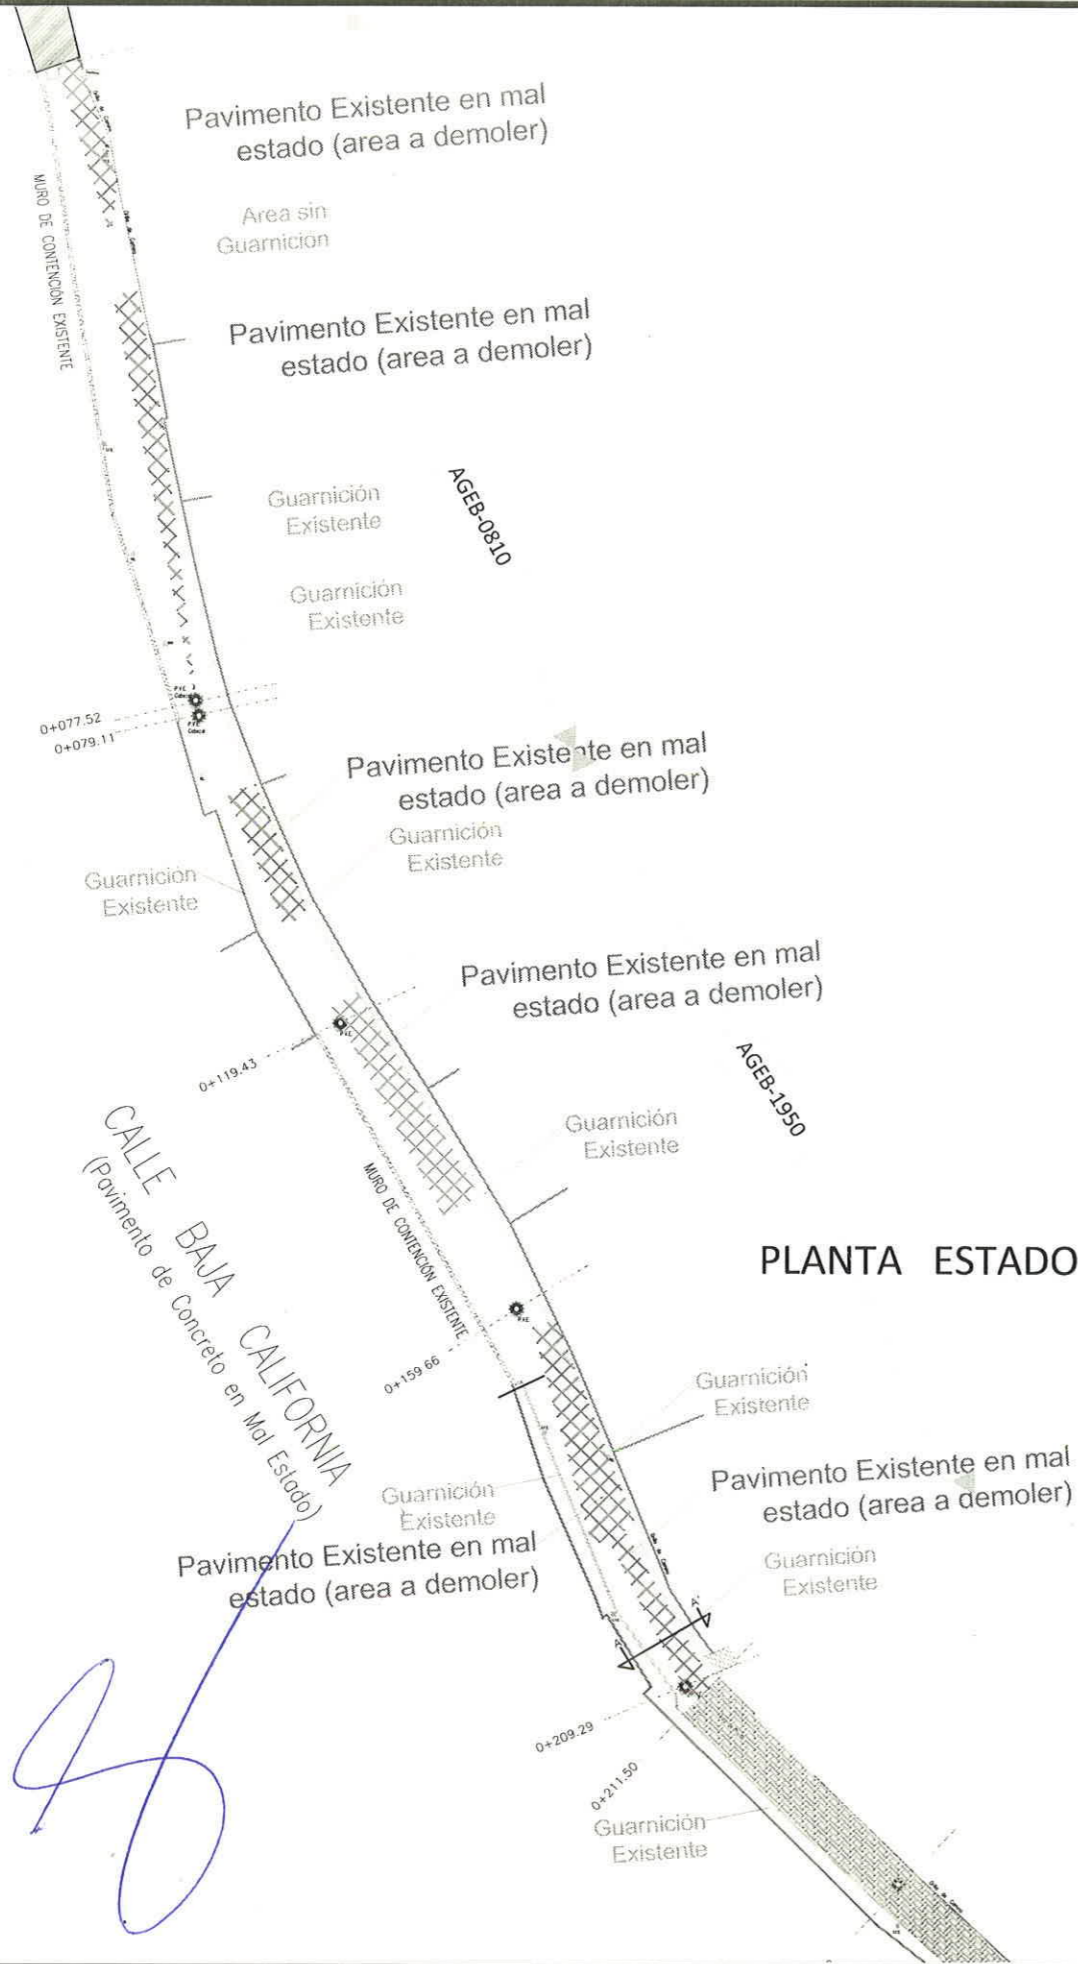 Pavimento Existente en mal
estado (area a demoler)
MURO DE CONTENCIÓN EXISTENTE
Area sin
Guarnición
Pavimento Existente en mal
estado (area a demoler)
Guarnición
Existente
AGEB-0810
Guarnición
Existente
0+077.52
0+079.11
Pavimento Existente en mal
estado (area a demoler)
Guarnición
Existente
Guarnición
Existente
Pavimento Existente en mal
estado (area a demoler)
0+119.43
AGEB-1950
Guarnición
Existente
CALLE BAJA CALIFORNIA
(Pavimento de Concreto en Mal Estado)
MURO DE CONTENCIÓN EXISTENTE
PLANTA ESTADO
0+159.66
Guarnición
Existente
Pavimento Existente en mal
estado (area a demoler)
Guarnición
Existente
Pavimento Existente en mal
estado (area a demoler)
Guarnición
Existente
0+209.29
0+211.50
Guarnición
Existente